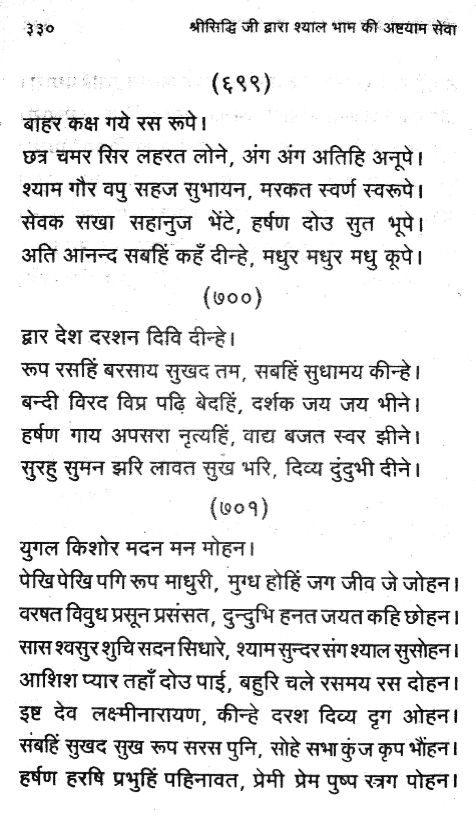 ३३० श्रीसिद्धि जी द्वारा श्याल भाम की अष्टयाम सेवा
(६९९)
बाहर कक्ष गये रस रूपे।
छत्र चमर सिर लहरत लोने, अंग अंग अतिहि अनूपे।
श्याम गौर वपु सहज सुभायन, मरकत स्वर्ण स्वरूपे।
सेवक सखा सहानुज भेंटे, हर्षण दोउ सुत भूपे।
अति आनन्द सबहिं कहँ दीन्हे, मधुर मधुर मधु कूपे।
(७००)
द्वार देश दरशन दिवि दीन्हे।
रूप रसहिं बरसाय सुखद तम, सबहिं सुधामय कीन्हे।
बन्दी विरद विप्र पढ़ि बेदहिं, दर्शक जय जय भीने।
हर्षण गाय अपसरा नृत्यहिं, वाद्य बजत स्वर झीने।
सुरहु सुमन झरि लावत सुख भरि, दिव्य दुंदुभी दीने।
(७०१)
युगल किशोर मदन मन मोहन।
पेखि पेखि पगि रूप माधुरी, मुग्ध होहिं जग जीव जे जोहन।
वरषत विवुध प्रसून प्रसंसत, दुन्दुभि हनत जयत कहि छोहन।
सास श्वसुर शुचि सदन सिधारे, श्याम सुन्दर संग श्याल सुसोहन।
आशिश प्यार तहाँ दोउ पाई, बहुरि चले रसमय रस दोहन।
इष्ट देव लक्ष्मीनारायण, कीन्हे दरश दिव्य दृग ओहन।
संबहिं सुखद सुख रूप सरस पुनि, सोहे सभा कुंज कृप भौंहन।
हर्षण हरषि प्रभुहिं पहिनावत, प्रेमी प्रेम पुष्प स्त्रग पोहन।